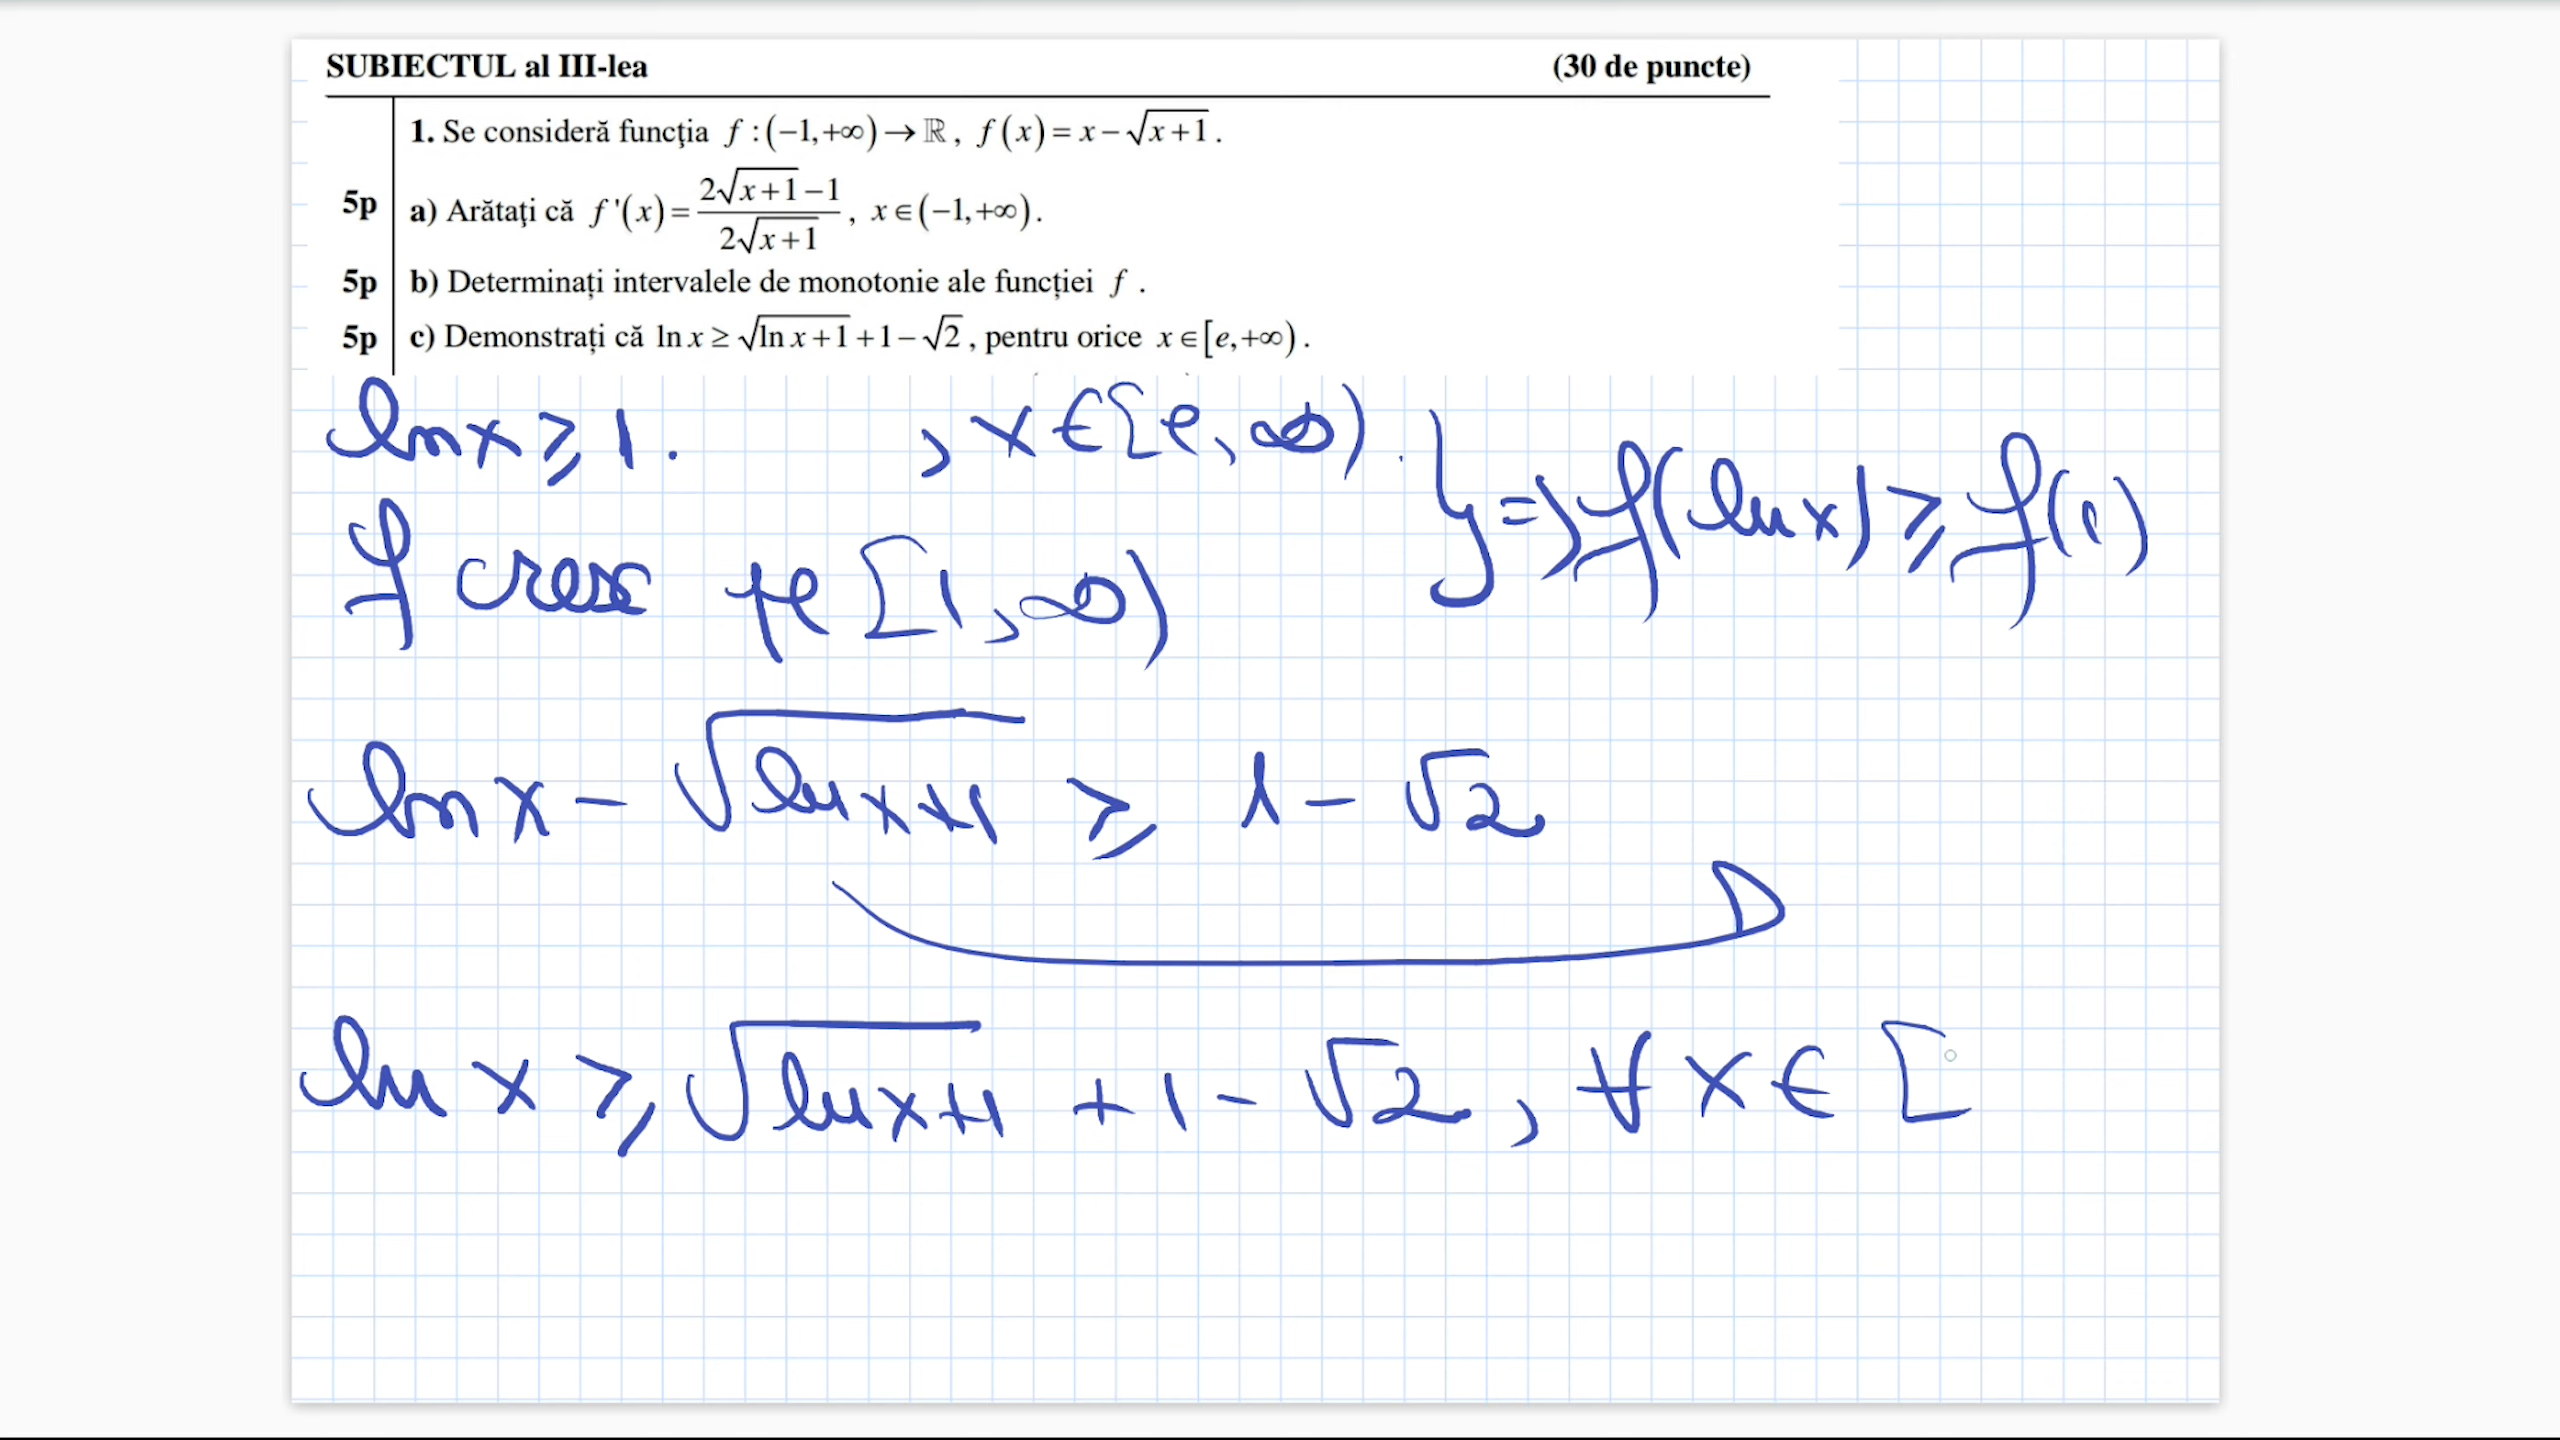 SUBIECTUL al III-lea (30 de puncte)
1. Se consideră funcția f : (−1,+∞) → ℝ, f(x) = x − √(x+1).
5p a) Arătați că f'(x) = (2√(x+1) − 1)/(2√(x+1)), x ∈ (−1,+∞).
5p b) Determinați intervalele de monotonie ale funcției f.
5p c) Demonstrați că ln x ≥ √(ln x + 1) + 1 − √2, pentru orice x ∈ [e,+∞).
ln x ≥ 1. , x ∈ [e, ∞). } ⇒ f(ln x) ≥ f(1)
f cresc pe [1, ∞)
ln x − √(ln x + 1) ≥ 1 − √2
ln x ≥ √(ln x + 1) + 1 − √2, ∀ x ∈ [